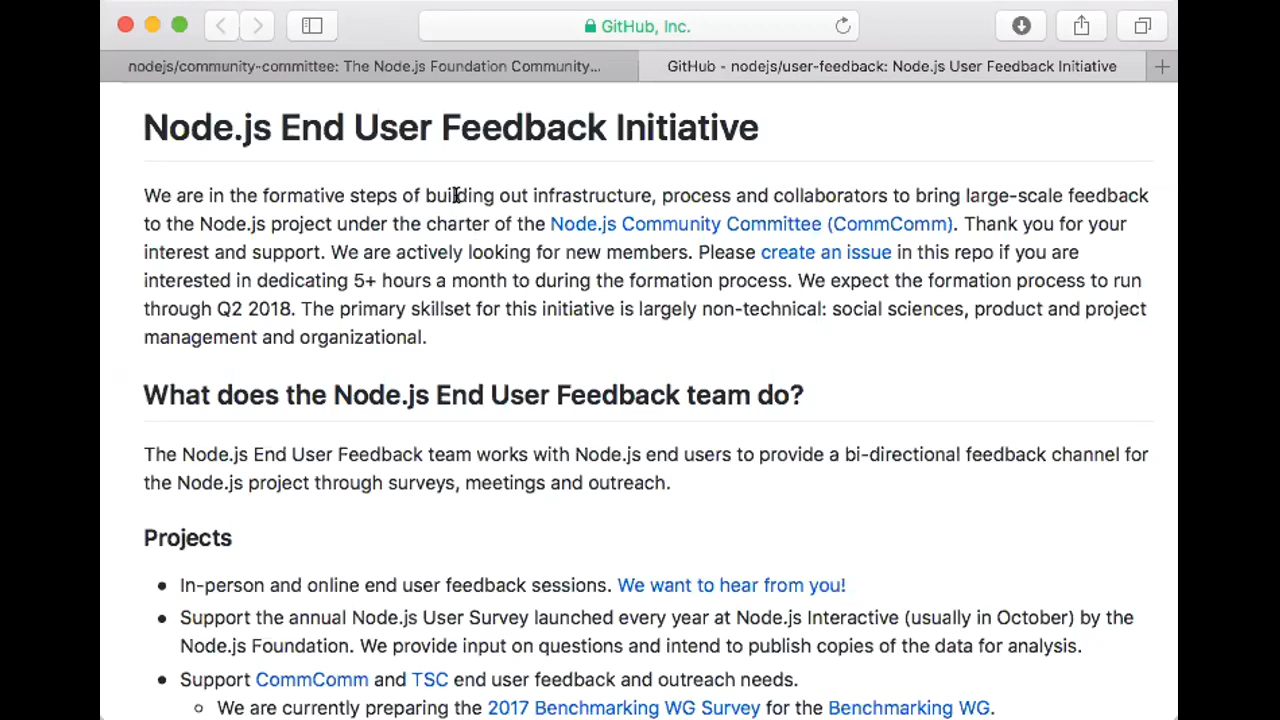 GitHub, Inc.
nodejs/community-committee: The Node.js Foundation Community...
GitHub - nodejs/user-feedback: Node.js User Feedback Initiative
Node.js End User Feedback Initiative
We are in the formative steps of building out infrastructure, process and collaborators to bring large-scale feedback
to the Node.js project under the charter of the Node.js Community Committee (CommComm). Thank you for your
interest and support. We are actively looking for new members. Please create an issue in this repo if you are
interested in dedicating 5+ hours a month to during the formation process. We expect the formation process to run
through Q2 2018. The primary skillset for this initiative is largely non-technical: social sciences, product and project
management and organizational.
What does the Node.js End User Feedback team do?
The Node.js End User Feedback team works with Node.js end users to provide a bi-directional feedback channel for
the Node.js project through surveys, meetings and outreach.
Projects
In-person and online end user feedback sessions. We want to hear from you!
Support the annual Node.js User Survey launched every year at Node.js Interactive (usually in October) by the
Node.js Foundation. We provide input on questions and intend to publish copies of the data for analysis.
Support CommComm and TSC end user feedback and outreach needs.
We are currently preparing the 2017 Benchmarking WG Survey for the Benchmarking WG.